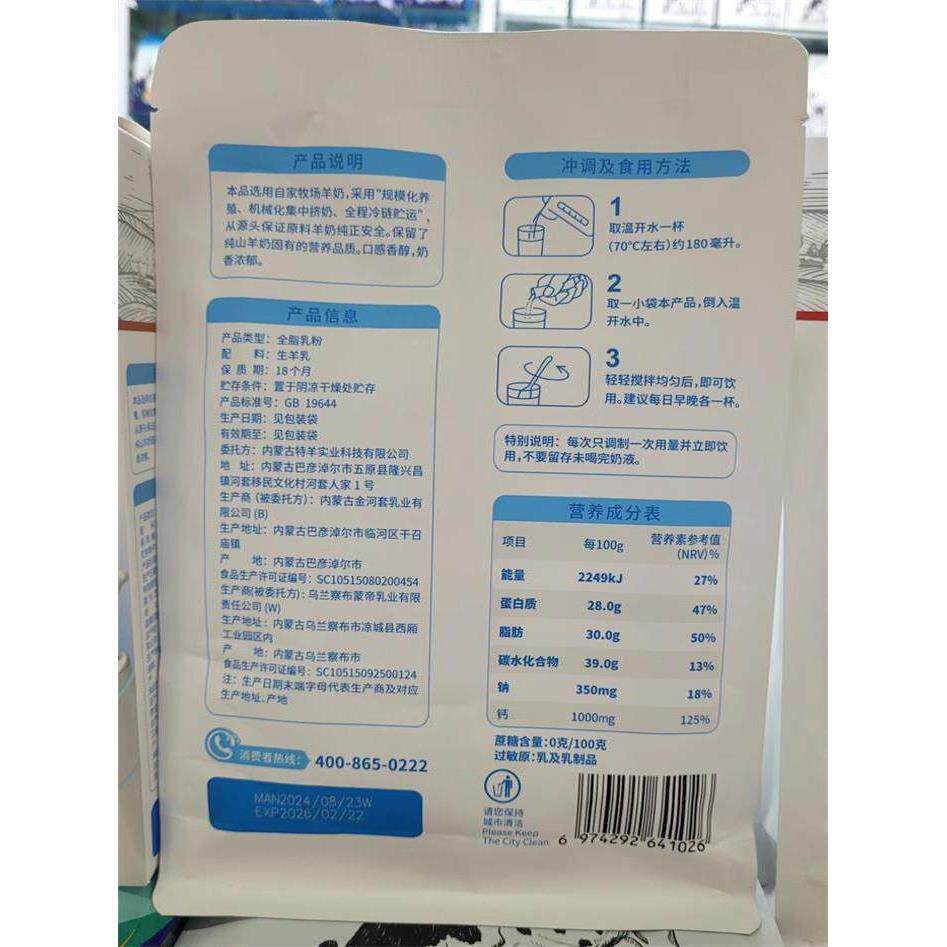 产品说明
本品选用自家牧场羊奶,采用"规模化养
殖、机械化集中挤奶、全程冷链贮运",
从源头保证原料羊奶纯正安全。保留了
纯山羊奶固有的营养品质。口感香醇,奶
香浓郁。
产品信息
产品类型:全脂乳粉
配 料:生羊乳
保 质 期:18个月
贮存条件:置于阴凉干燥处贮存
产品标准号:GB 19644
生产日期:见包装袋
有效期至:见包装袋
委托方:内蒙古特羊实业科技有限公司
地 址:内蒙古巴彦淖尔市五原县隆兴昌
镇河套移民文化村河套人家1号
生产商(被委托方):内蒙古金河套乳业有
限公司(B)
生产地址:内蒙古巴彦淖尔市临河区干召
庙镇
产 地:内蒙古巴彦淖尔市
食品生产许可证编号:SC10515080200454
生产商(被委托方):乌兰察布蒙帝乳业有限
责任公司(W)
生产地址:内蒙古乌兰察布市凉城县西厢
工业园区内
产 地:内蒙古乌兰察布市
食品生产许可证编号:SC10515092500124
注:生产日期末端字母代表生产商及对应
生产地址、产地
消费者热线:400-865-0222
MAN2024/08/23W
EXP2026/02/22
冲调及食用方法
1
取温开水一杯
(70℃左右)约180毫升。
2
取一小袋本产品,倒入温
开水中。
3
轻轻搅拌均匀后,即可饮
用。建议每日早晚各一杯。
特别说明:每次只调制一次用量并立即饮
用,不要留存未喝完奶液。
营养成分表
项目 每100g 营养素参考值
(NRV)%
能量 2249kJ 27%
蛋白质 28.0g 47%
脂肪 30.0g 50%
碳水化合物 39.0g 13%
钠 350mg 18%
钙 1000mg 125%
蔗糖含量:0克/100克
过敏原:乳及乳制品
请您保持
城市清洁
Please Keep
The City Clean
6 974292 641026